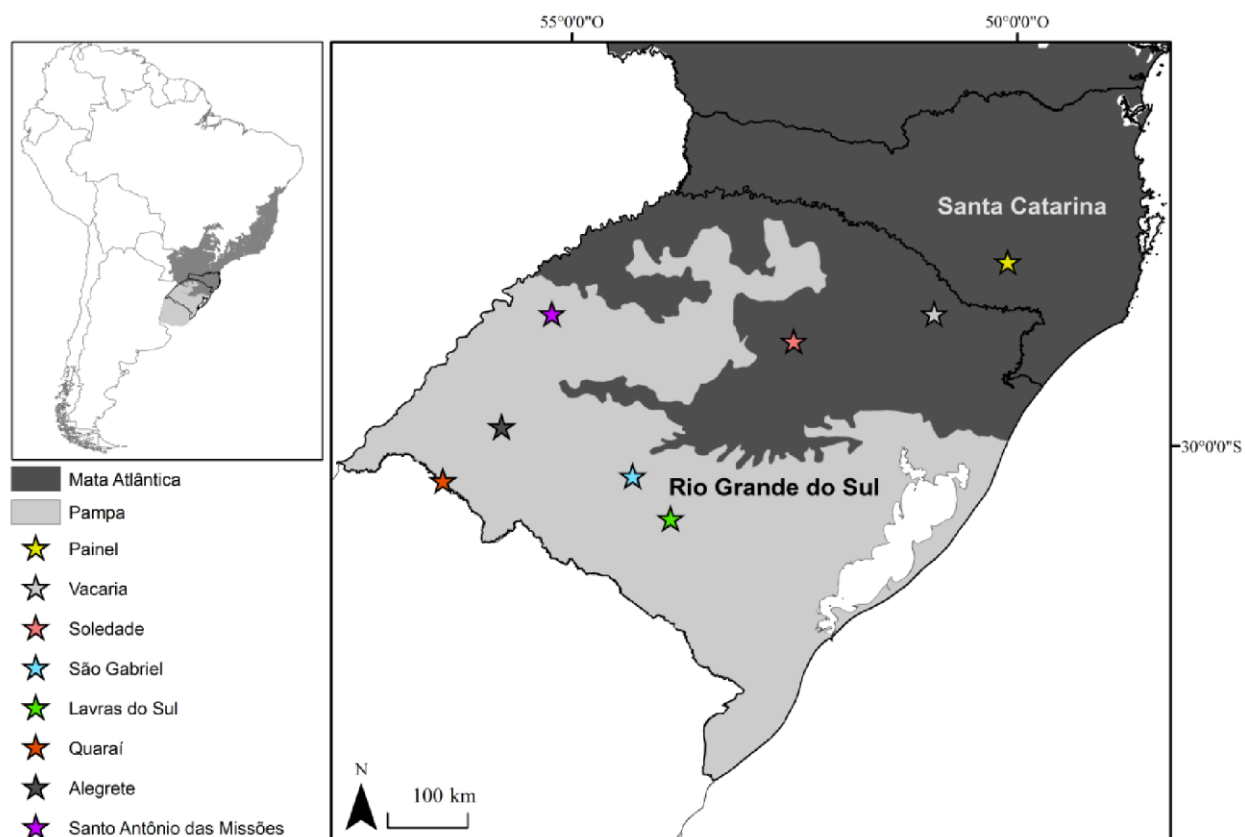 55°0'0"O
50°0'0"O
Santa Catarina
30°0'0"S
Rio Grande do Sul
Mata Atlântica
Pampa
Painel
Vacaria
Soledade
São Gabriel
Lavras do Sul
Quaraí
Alegrete
Santo Antônio das Missões
N
100 km